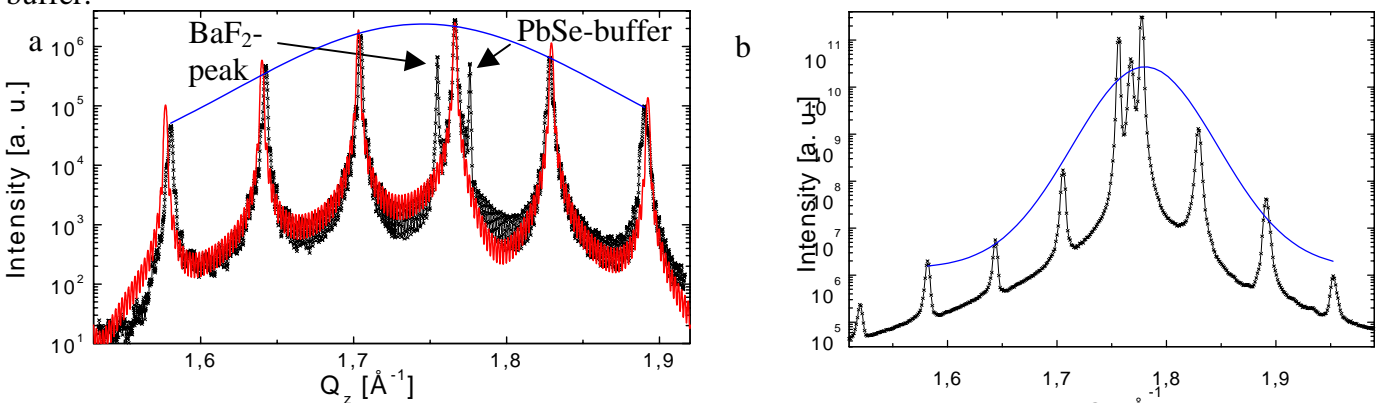 buffer.
a
BaF2-
peak
PbSe-buffer
Intensity [a. u.]
10^6
10^5
10^4
10^3
10^2
10^1
1,6
1,7
1,8
1,9
Q_z [Å^-1]
b
Intensity [a. u.]
10^11
10^10
10^9
10^8
10^7
10^6
10^5
1,6
1,7
1,8
1,9